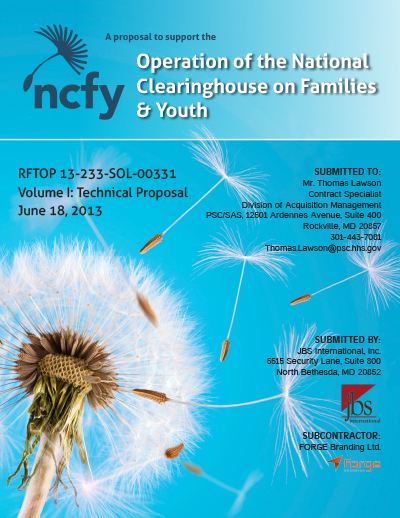 A proposal to support the
Operation of the National
Clearinghouse on Families
& Youth
ncfy
RFTOP 13-233-SOL-00331
Volume I: Technical Proposal
June 18, 2013
SUBMITTED TO:
Mr. Thomas Lawson
Contract Specialist
Division of Acquisition Management
PSC/SAS, 12501 Ardennes Avenue, Suite 400
Rockville, MD 20857
301-443-7081
Thomas.Lawson@psc.hhs.gov
SUBMITTED BY:
JBS International, Inc.
5515 Security Lane, Suite 800
North Bethesda, MD 20852
jbs
International
SUBCONTRACTOR:
FORGE Branding Ltd.
forge